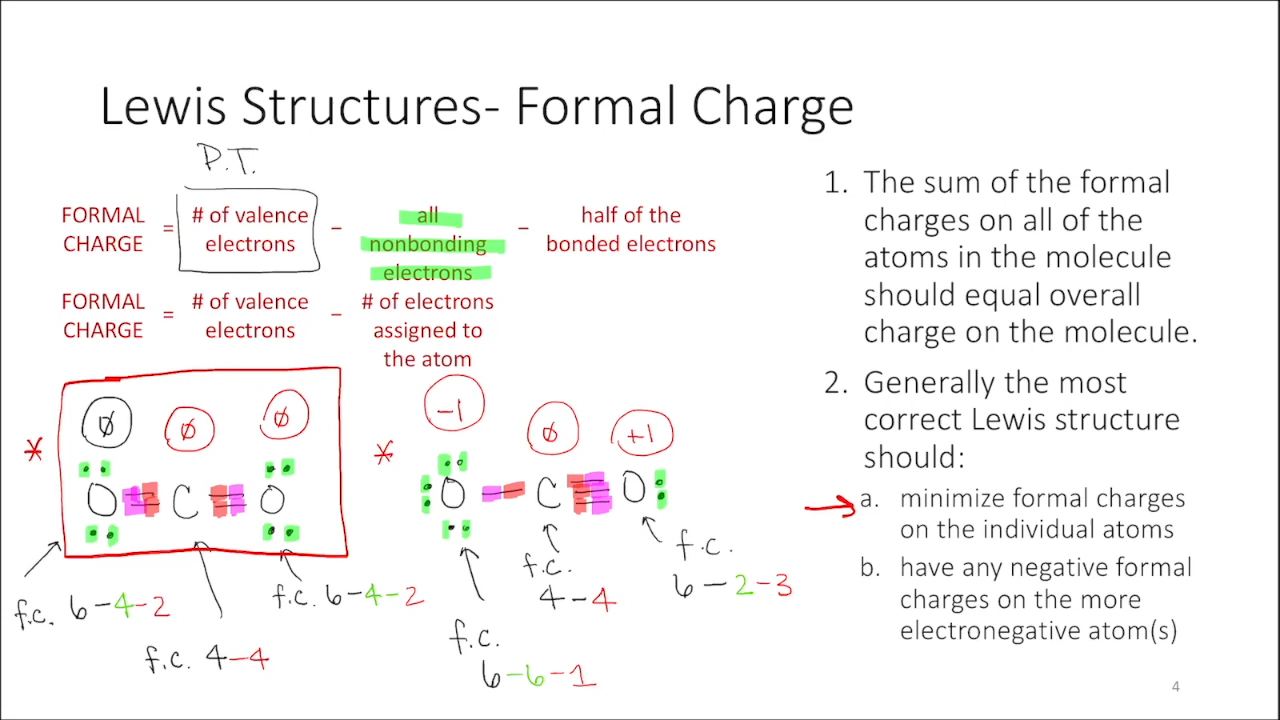 Lewis Structures- Formal Charge
P.T.
FORMAL CHARGE = # of valence electrons − all nonbonding electrons − half of the bonded electrons
FORMAL CHARGE = # of valence electrons − # of electrons assigned to the atom
1. The sum of the formal
charges on all of the
atoms in the molecule
should equal overall
charge on the molecule.
2. Generally the most
correct Lewis structure
should:
a. minimize formal charges
on the individual atoms
b. have any negative formal
charges on the more
electronegative atom(s)
* ∅ ∅ ∅
O = C = O
f.c. 6-4-2
f.c. 4-4
f.c. 6-4-2
* -1 ∅ +1
O - C ≡ O
f.c.
6-6-1
f.c.
4-4
f.c.
6-2-3
4